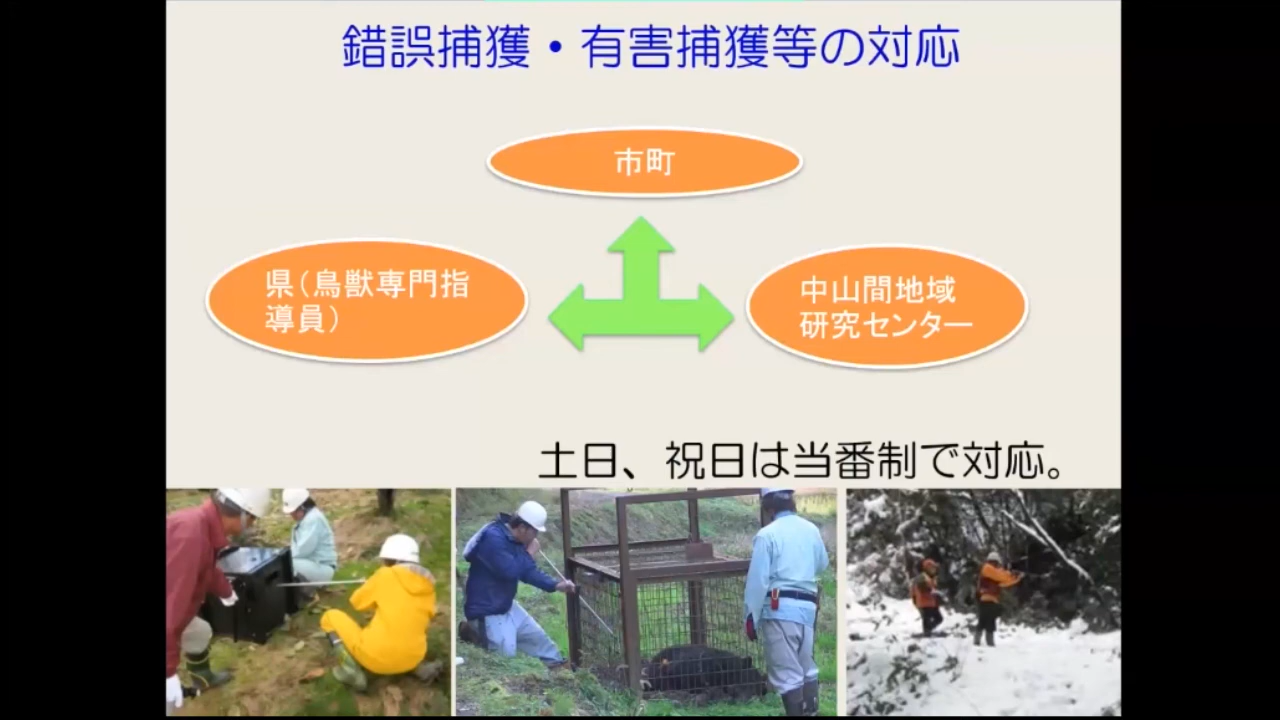 錯誤捕獲・有害捕獲等の対応
市町
県（鳥獣専門指
導員）
中山間地域
研究センター
土日、祝日は当番制で対応。